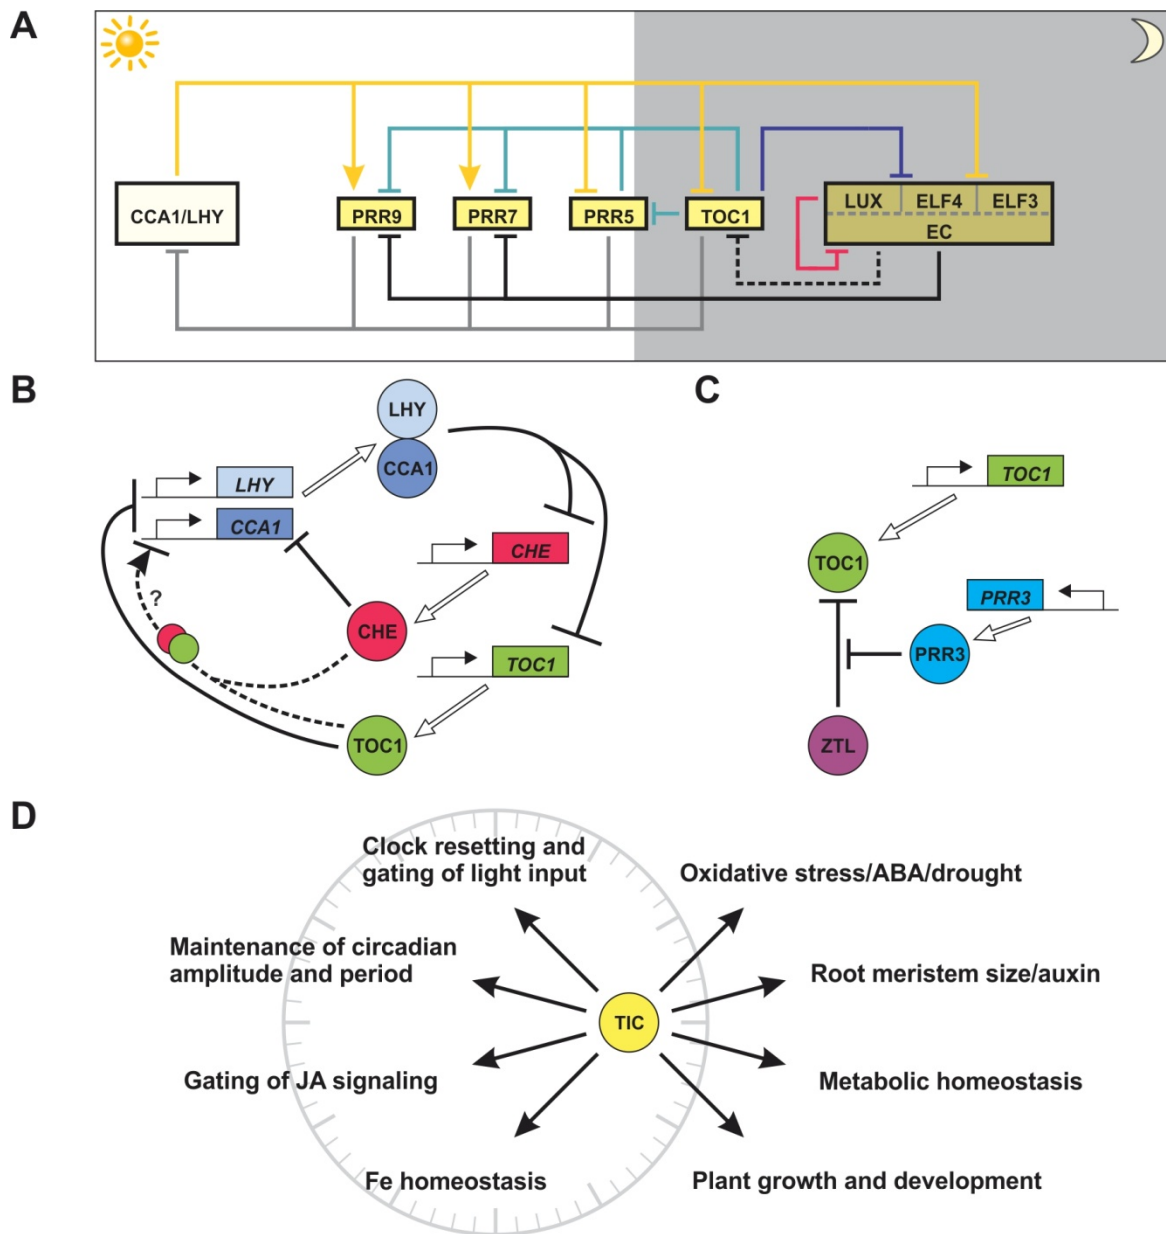 A
CCA1/LHY
PRR9
PRR7
PRR5
TOC1
LUX
ELF4
ELF3
EC
B
LHY
CCA1
LHY
CCA1
CHE
?
CHE
TOC1
TOC1
C
TOC1
TOC1
PRR3
PRR3
ZTL
D
Clock resetting and
gating of light input
Oxidative stress/ABA/drought
Maintenance of circadian
amplitude and period
Root meristem size/auxin
TIC
Gating of JA signaling
Metabolic homeostasis
Fe homeostasis
Plant growth and development